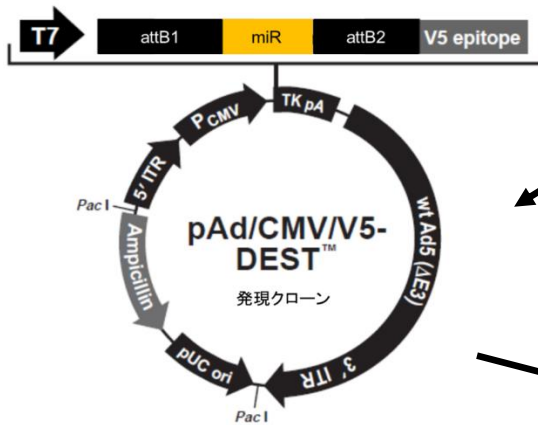 T7
attB1
miR
attB2
V5 epitope
PCMV
TK pA
5′ ITR
Pac I
wt Ad5 (ΔE3)
Ampicillin
pAd/CMV/V5-
DEST™
発現クローン
pUC ori
3′ ITR
Pac I